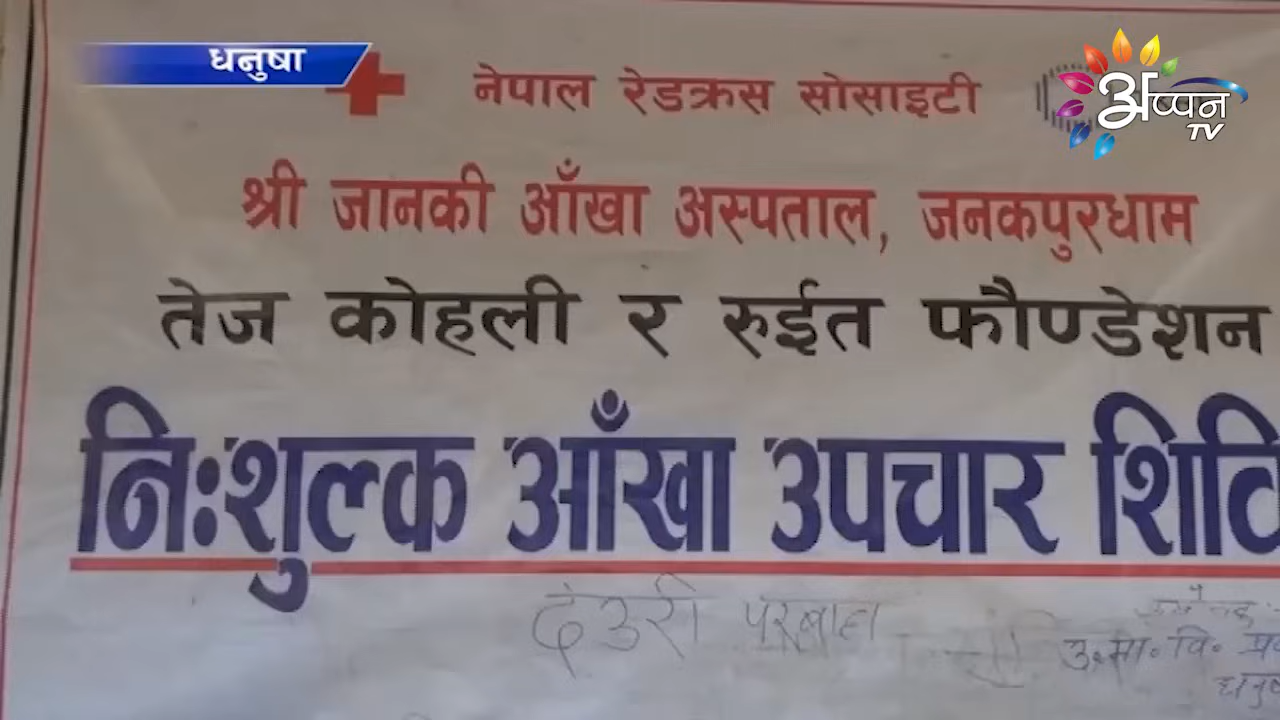 धनुषा
अप्पन
TV
नेपाल रेडक्रस सोसाइटी
श्री जानकी आँखा अस्पताल, जनकपुरधाम
तेज कोहली र रुईत फौण्डेशन
निःशुल्क आँखा उपचार
देउरी परबाहा
उ.मा.वि.